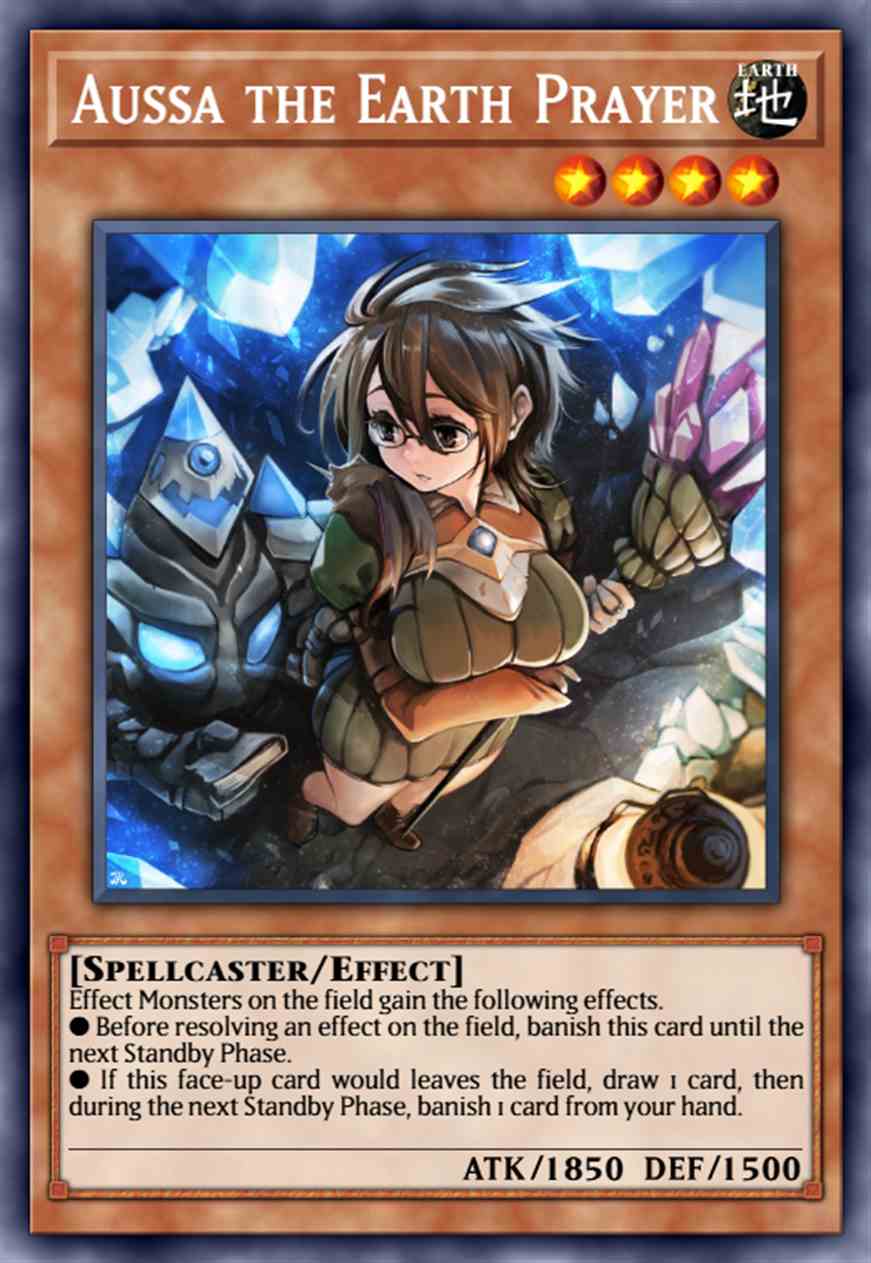 AUSSA THE EARTH PRAYER
EARTH
地
[SPELLCASTER/EFFECT]
Effect Monsters on the field gain the following effects.
● Before resolving an effect on the field, banish this card until the
next Standby Phase.
● If this face-up card would leaves the field, draw 1 card, then
during the next Standby Phase, banish 1 card from your hand.
ATK/1850 DEF/1500